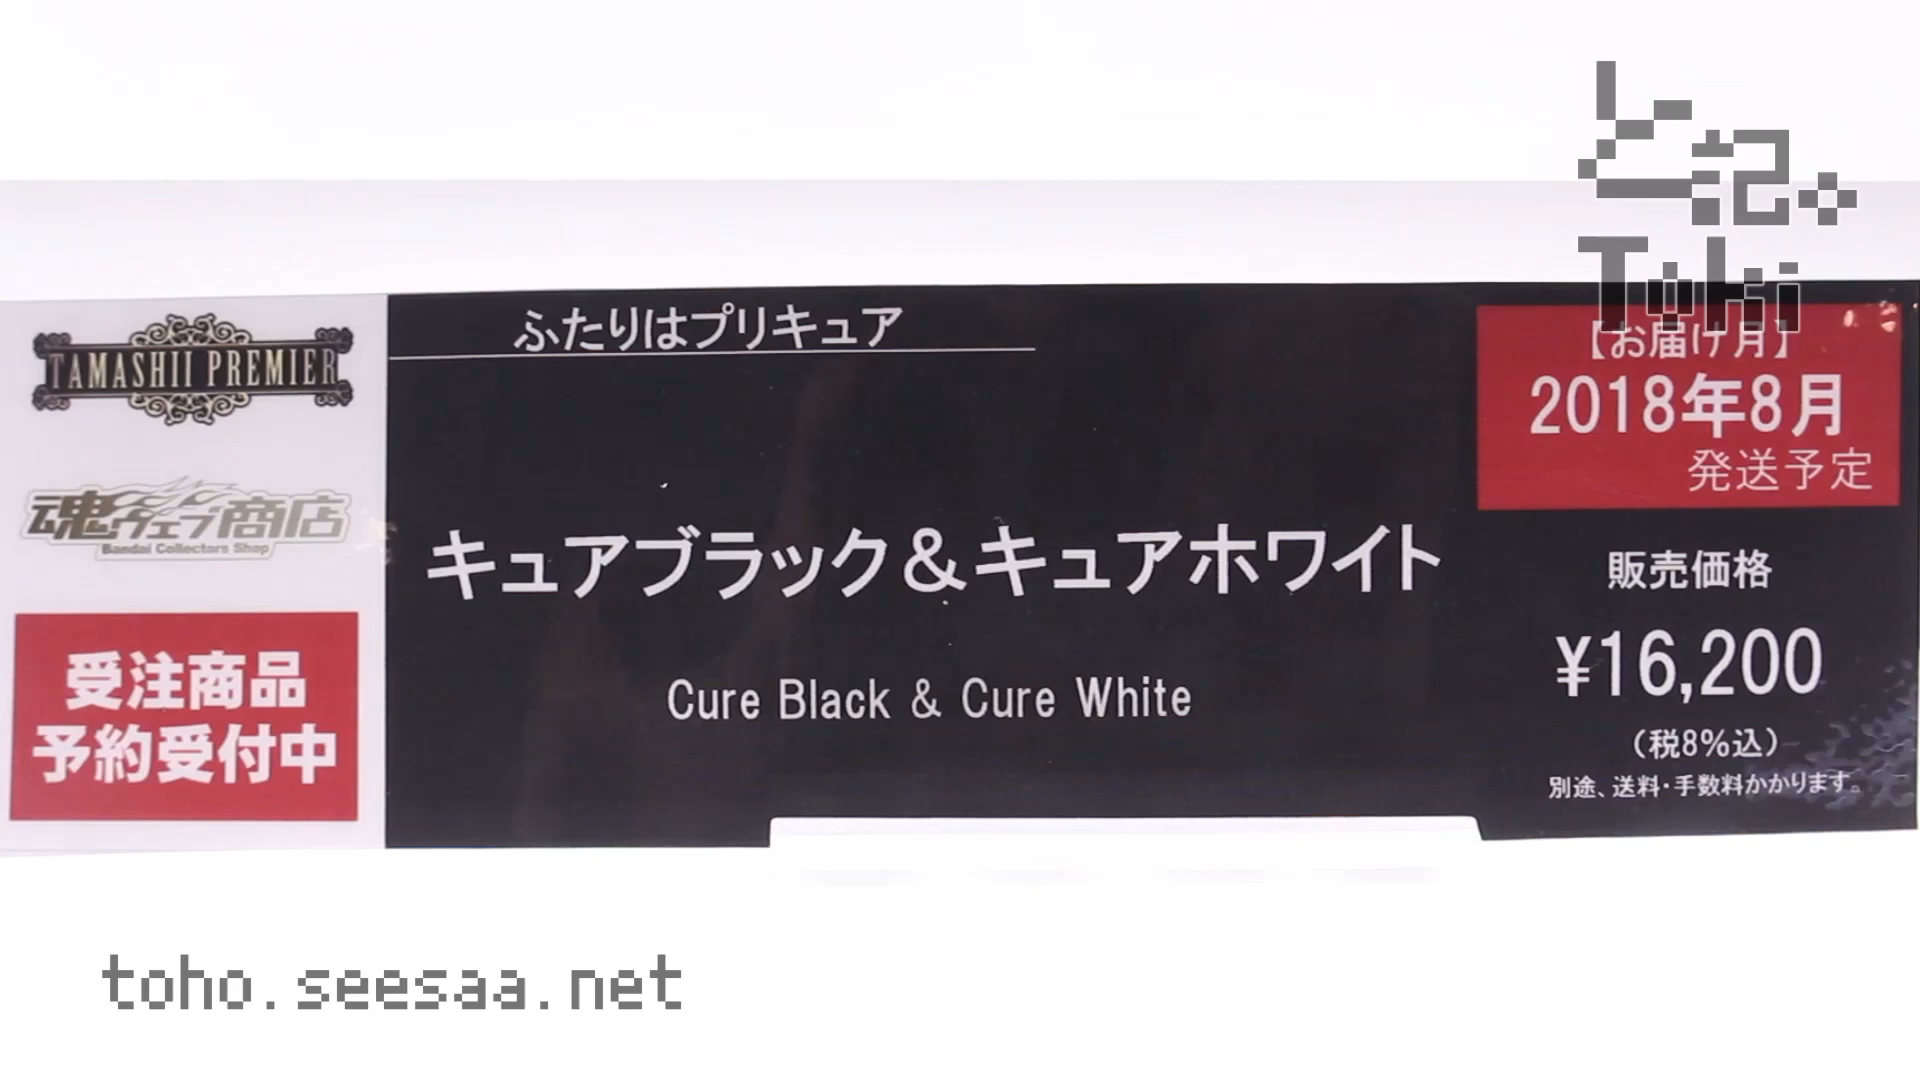 と記。
Toki
TAMASHII PREMIER
魂ウェブ商店
Bandai Collectors Shop
受注商品
予約受付中
ふたりはプリキュア
キュアブラック＆キュアホワイト
Cure Black & Cure White
【お届け月】
2018年8月
発送予定
販売価格
¥16,200
（税8%込）
別途、送料・手数料かかります。
toho.seesaa.net